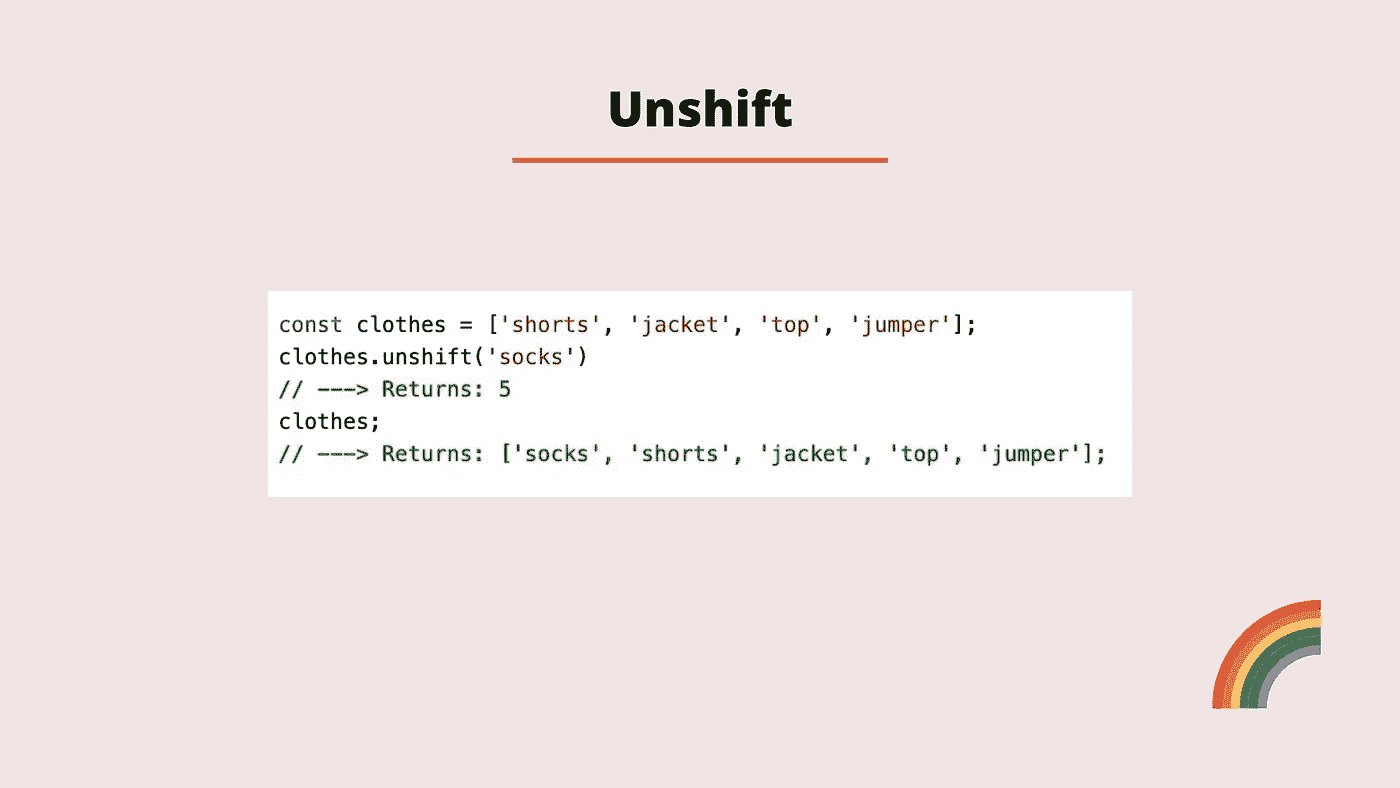 Unshift
const clothes = ['shorts', 'jacket', 'top', 'jumper'];
clothes.unshift('socks')
// ---> Returns: 5
clothes;
// ---> Returns: ['socks', 'shorts', 'jacket', 'top', 'jumper'];